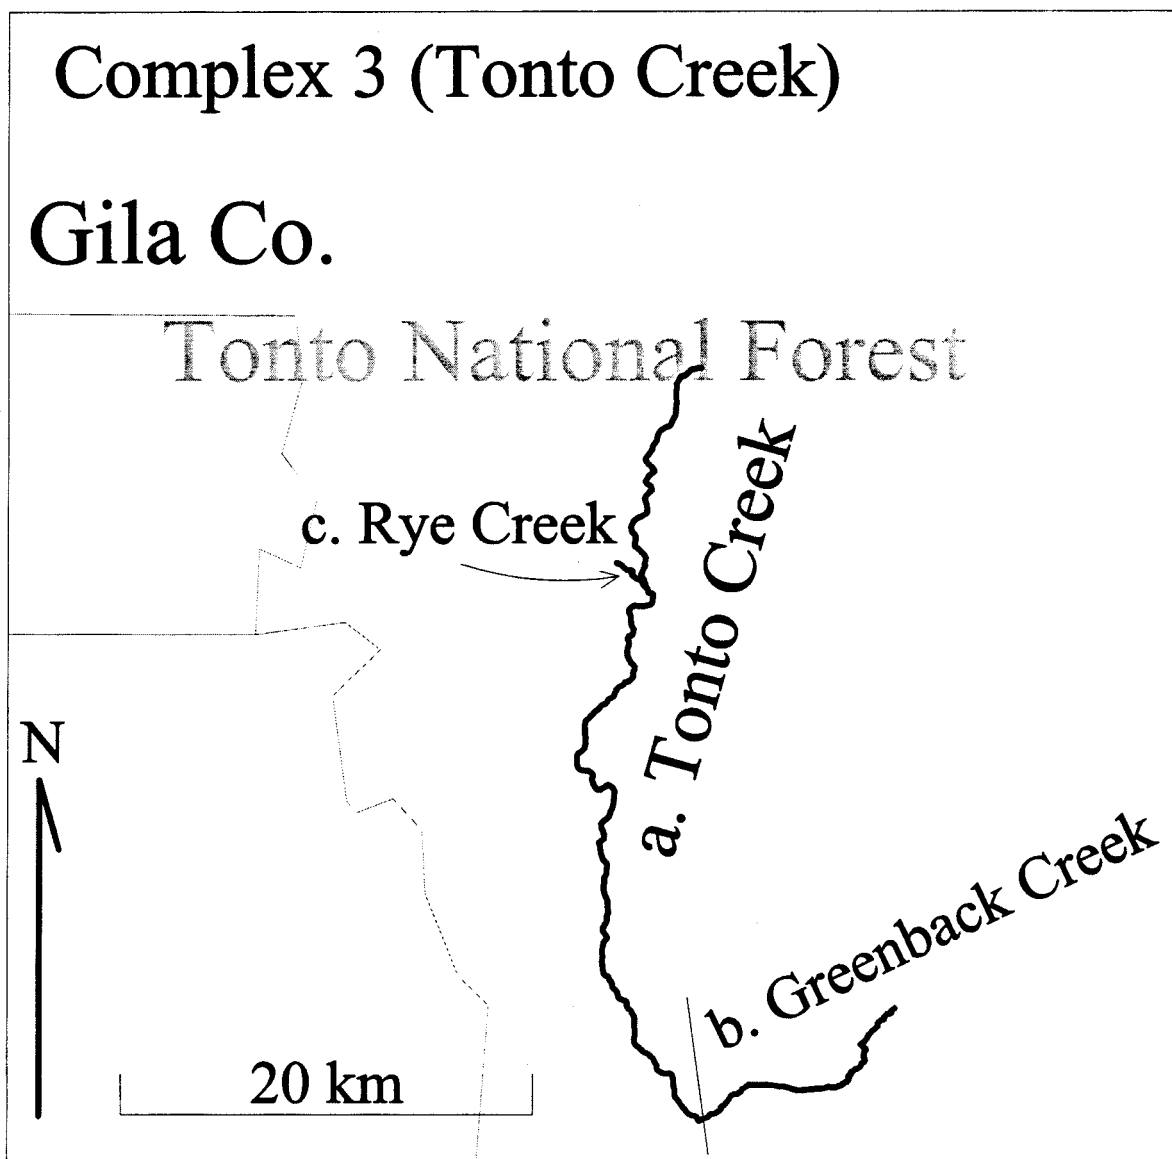 Complex 3 (Tonto Creek)
Gila Co.
Tonto National Forest
c. Rye Creek
a. Tonto Creek
N
b. Greenback Creek
20 km